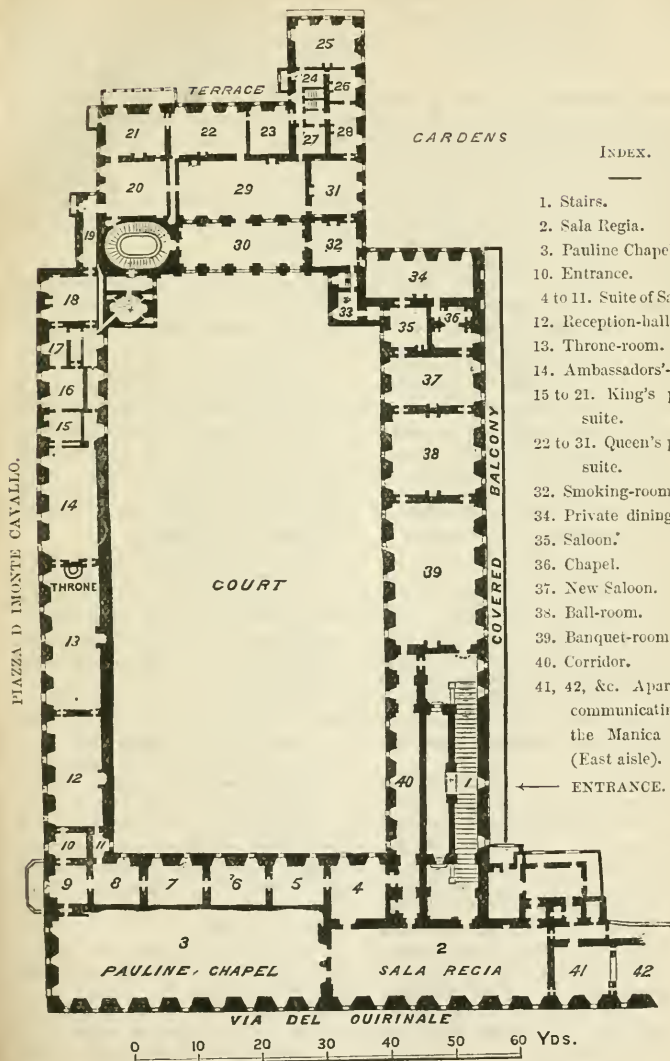 25
24
26
TERRACE
21
22
23
27
28
GARDENS
20
29
31
19
30
32
18
33
34
35
36
17
16
37
15
38
14
PIAZZA D IMONTE CAVALLO.
THRONE
COURT
39
COVERED BALCONY
13
12
40
1
ENTRANCE.
10
11
9
8
7
6
5
4
3
PAULINE, CHAPEL
2
SALA REGIA
41
42
VIA DEL QUIRINALE
0 10 20 30 40 50 60 YDS.
INDEX.
1. Stairs.
2. Sala Regia.
3. Pauline Chape
10. Entrance.
4 to 11. Suite of Sa
12. Reception-hall
13. Throne-room.
14. Ambassadors'-
15 to 21. King's p
suite.
22 to 31. Queen's p
suite.
32. Smoking-room
34. Private dining
35. Saloon.
36. Chapel.
37. New Saloon.
38. Ball-room.
39. Banquet-room
40. Corridor.
41, 42, &c. Apar
communicatin
the Manica
(East aisle).